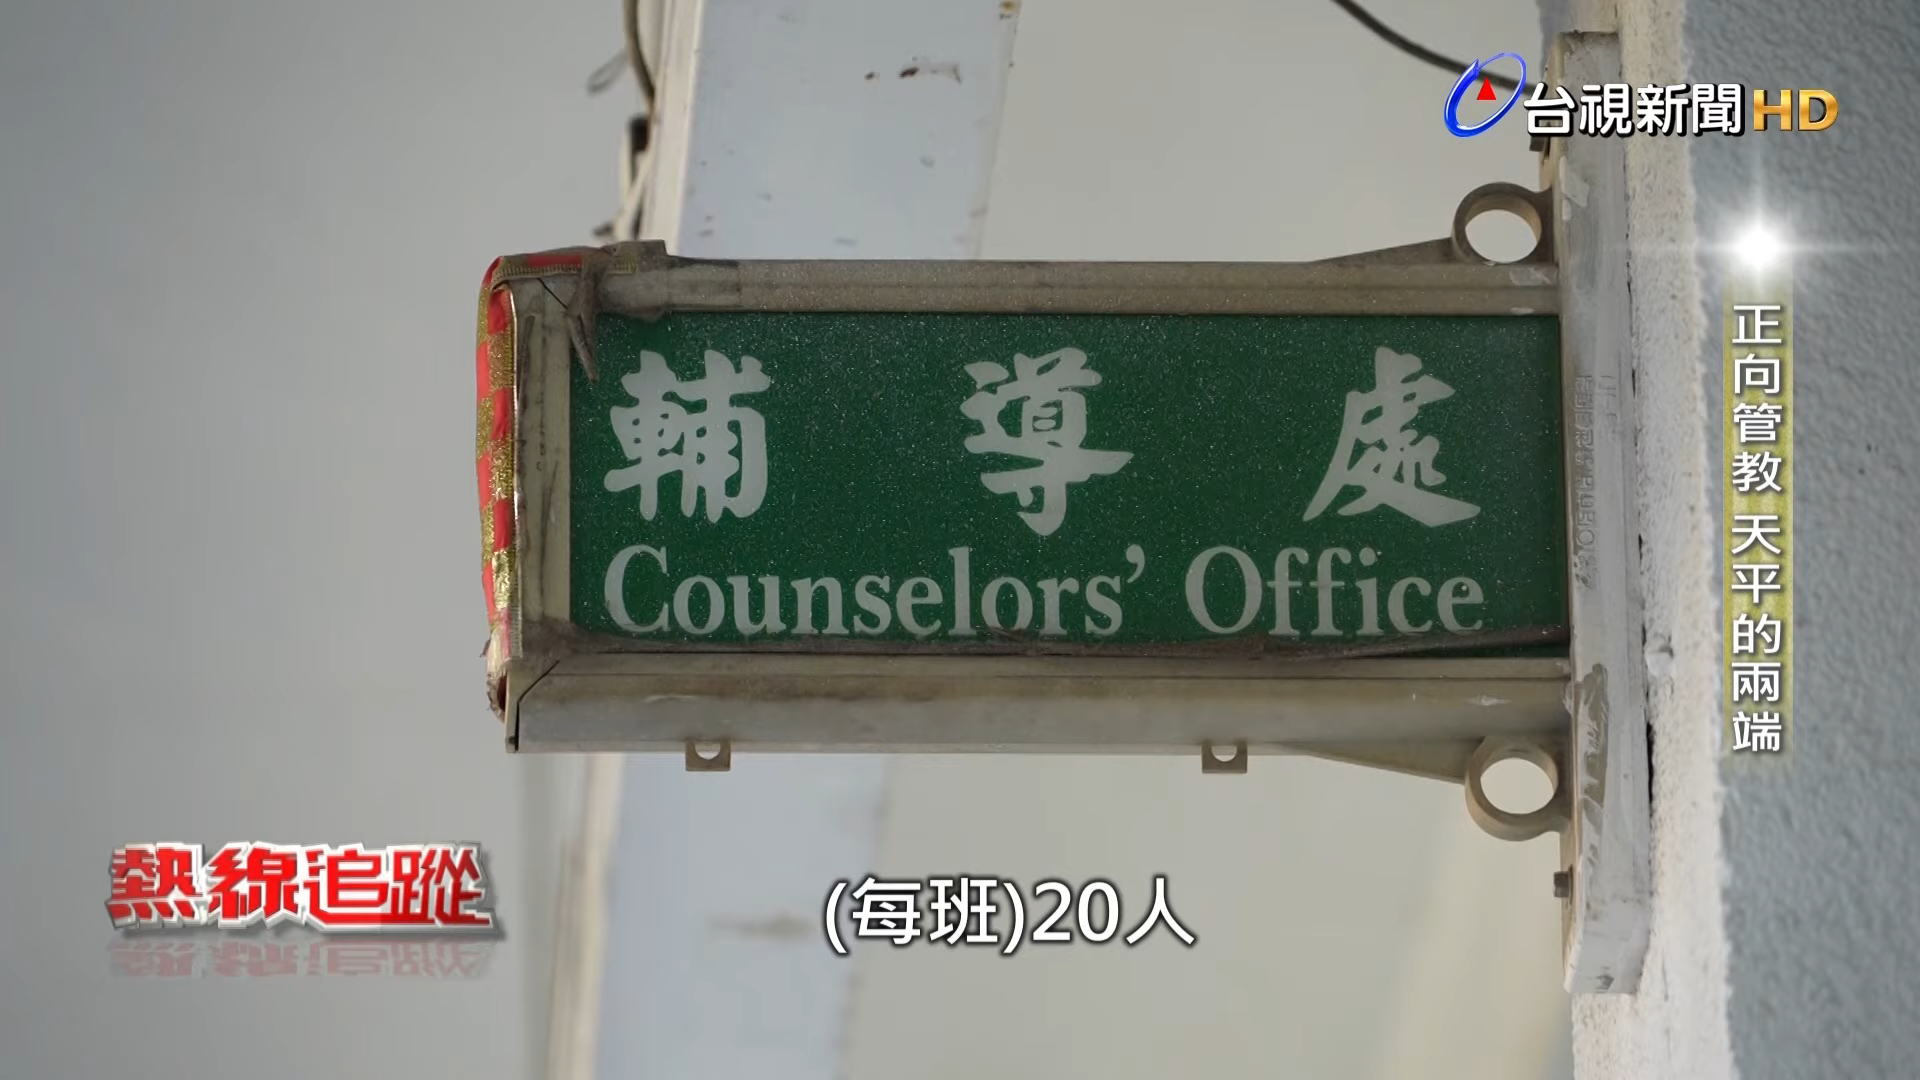 台視新聞HD
正向管教 天平的兩端
輔導處
Counselors' Office
熱線追蹤
(每班)20人